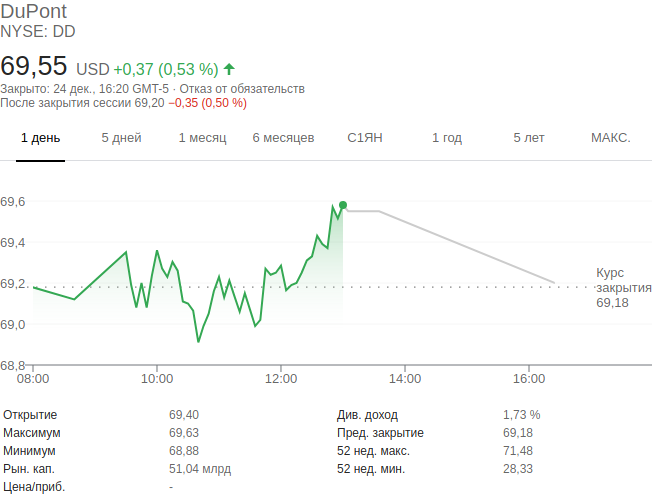 DuPont
NYSE: DD
69,55 USD +0,37 (0,53 %)
Закрыто: 24 дек., 16:20 GMT-5 · Отказ от обязательств
После закрытия сессии 69,20 −0,35 (0,50 %)
1 день 5 дней 1 месяц 6 месяцев С1ЯН 1 год 5 лет МАКС.
69,6
69,4
69,2
69,0
68,8
Курс
закрытия
69,18
08:00 10:00 12:00 14:00 16:00
Открытие 69,40 Див. доход 1,73 %
Максимум 69,63 Пред. закрытие 69,18
Минимум 68,88 52 нед. макс. 71,48
Рын. кап. 51,04 млрд 52 нед. мин. 28,33
Цена/приб. -